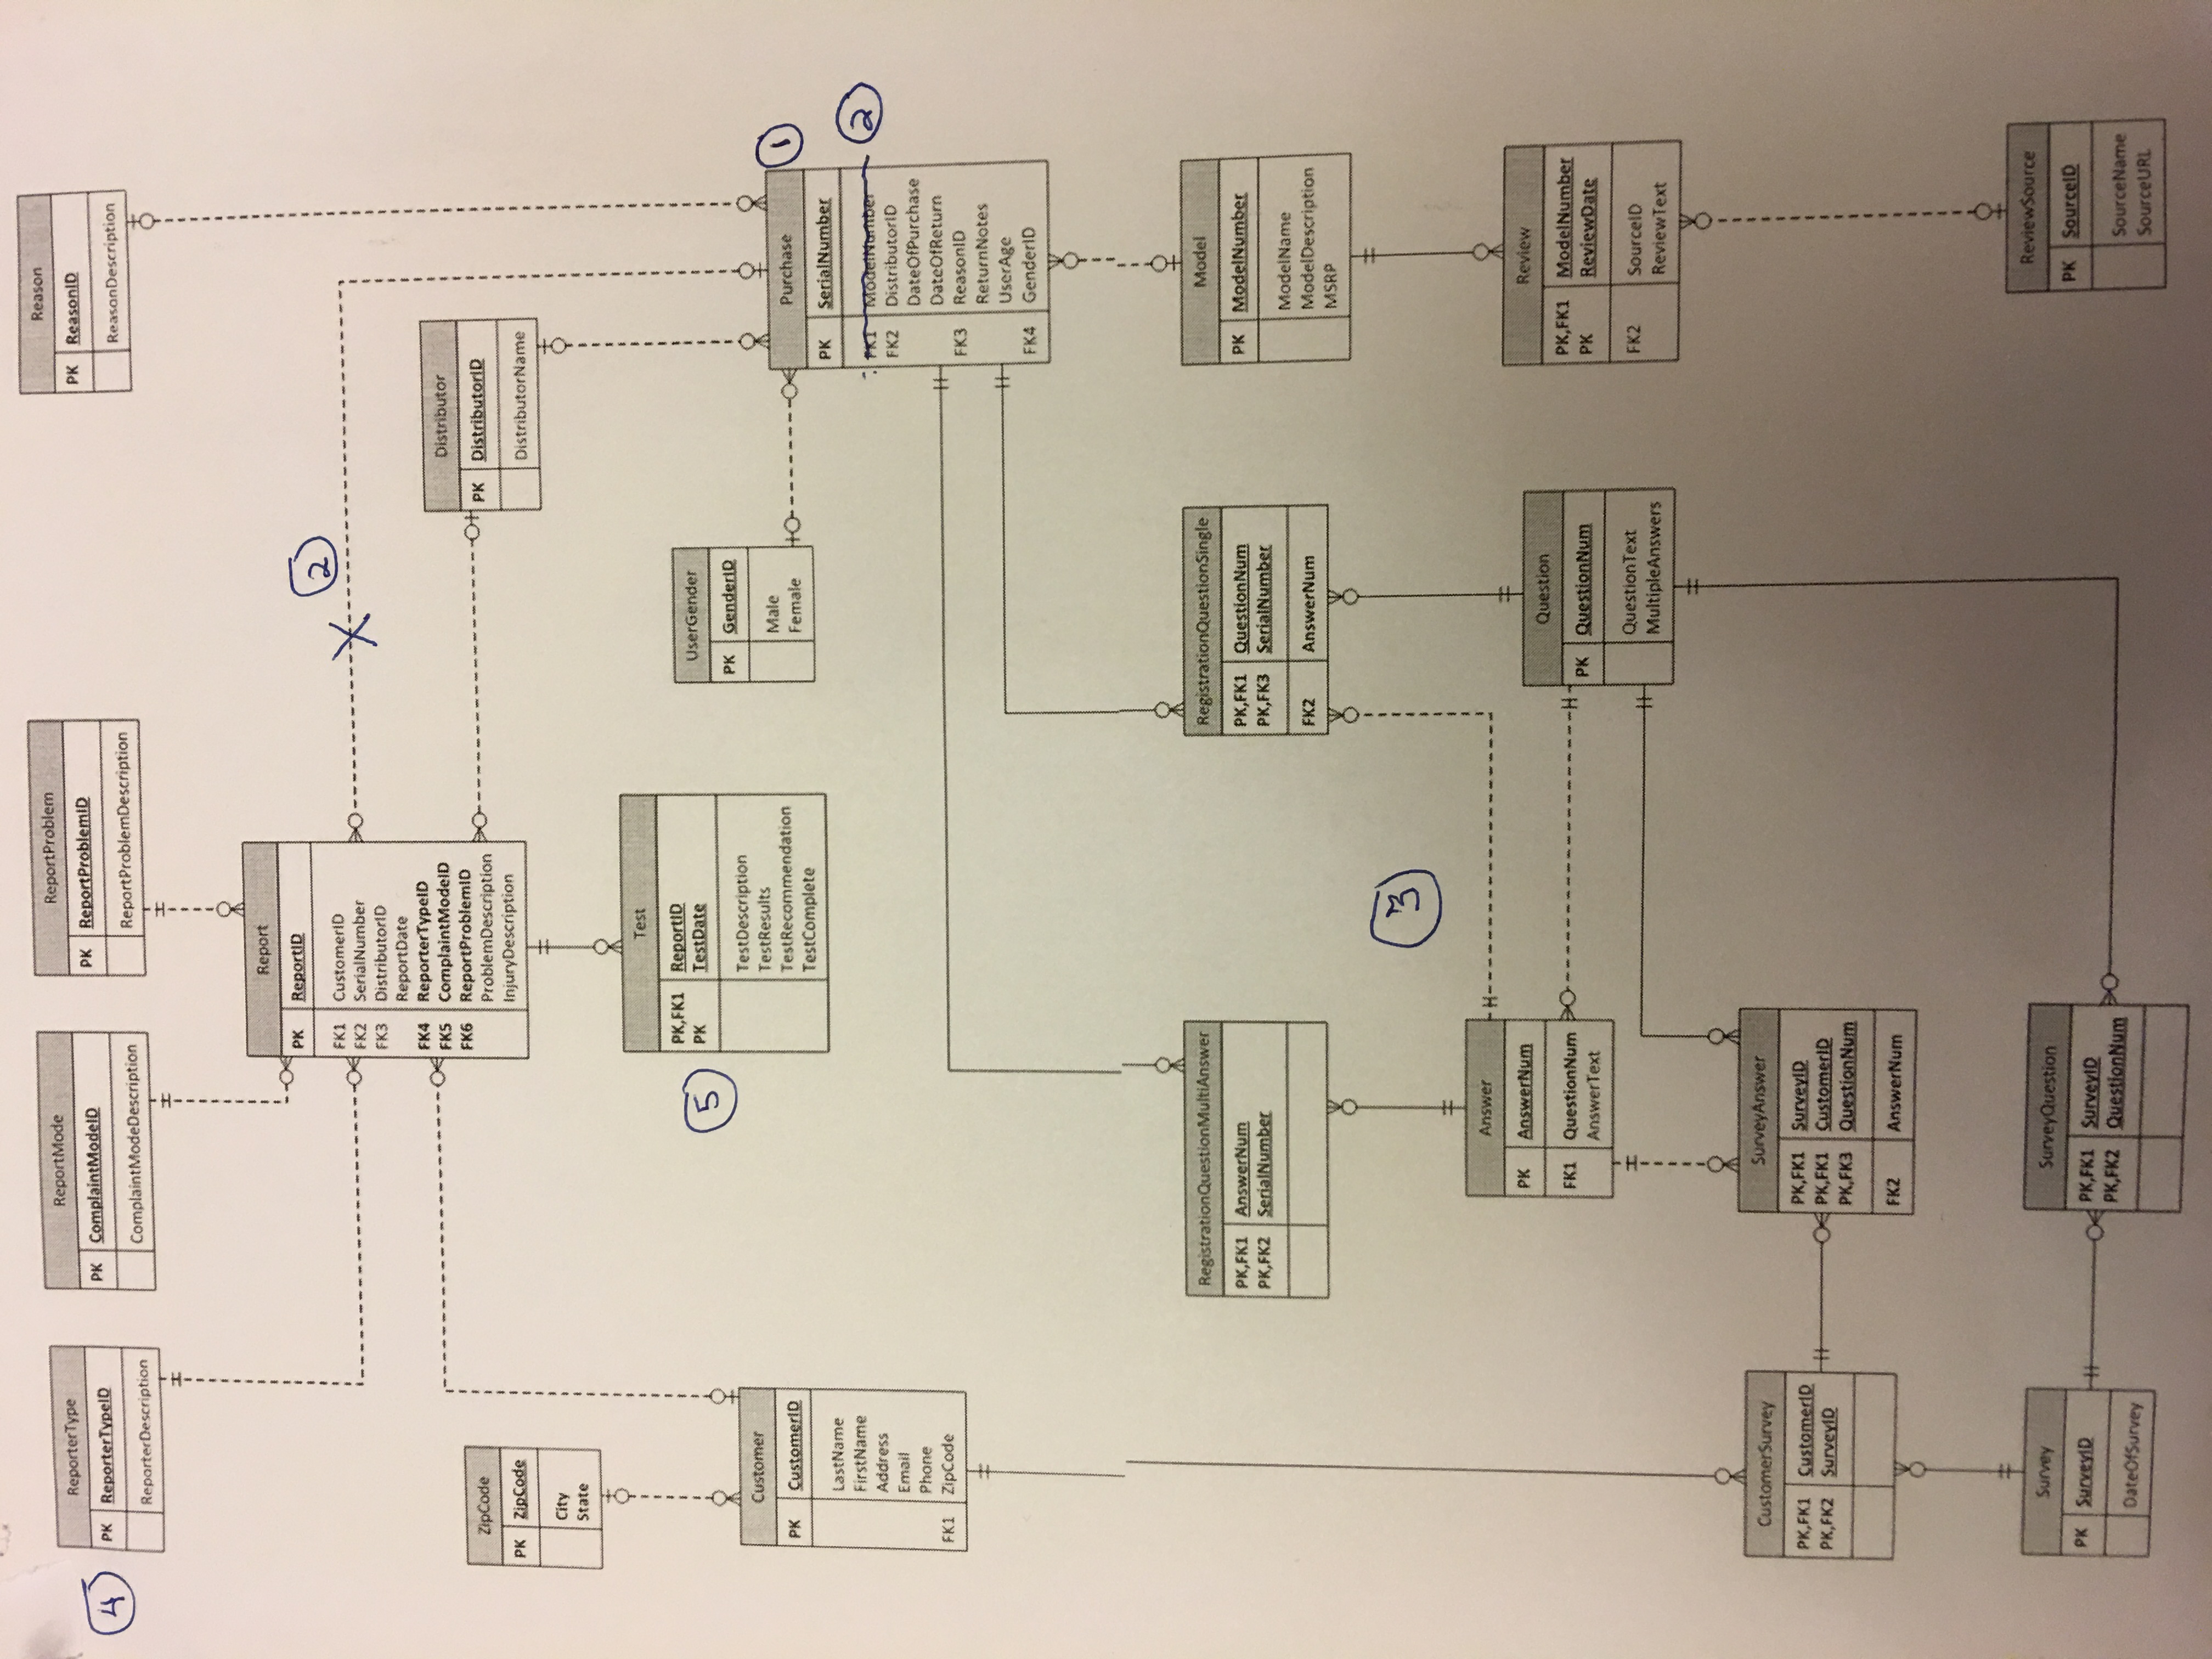 ReporterType
4
PK ReporterTypeID
ReporterDescription
ReportMode
PK ComplaintModeID
ComplaintModeDescription
ReportProblem
PK ReportProblemID
ReportProblemDescription
Reason
PK ReasonID
ReasonDescription
Report
PK ReportID
FK1 CustomerID
FK2 SerialNumber
FK3 DistributorID
ReportDate
FK4 ReporterTypeID
FK5 ComplaintModeID
FK6 ReportProblemID
ProblemDescription
InjuryDescription
X
2
Distributor
PK DistributorID
DistributorName
ZipCode
PK ZipCode
City
State
Test
PK,FK1 ReportID
PK TestDate
5
TestDescription
TestResults
TestRecommendation
TestComplete
UserGender
PK GenderID
Male
Female
Customer
PK CustomerID
LastName
FirstName
Address
Email
Phone
FK1 ZipCode
Purchase
1
PK SerialNumber
FK1 ModelNumber
2
FK2 DistributorID
DateOfPurchase
DateOfReturn
FK3 ReasonID
ReturnNotes
UserAge
FK4 GenderID
RegistrationQuestionMultiAnswer
PK,FK1 AnswerNum
PK,FK2 SerialNumber
RegistrationQuestionSingle
PK,FK1 QuestionNum
PK,FK3 SerialNumber
FK2 AnswerNum
Model
PK ModelNumber
ModelName
ModelDescription
MSRP
3
Answer
PK AnswerNum
FK1 QuestionNum
AnswerText
Question
PK QuestionNum
QuestionText
MultipleAnswers
Review
PK,FK1 ModelNumber
PK ReviewDate
FK2 SourceID
ReviewText
CustomerSurvey
PK,FK1 CustomerID
PK,FK2 SurveyID
SurveyAnswer
PK,FK1 SurveyID
PK,FK1 CustomerID
PK,FK3 QuestionNum
FK2 AnswerNum
Survey
PK SurveyID
DateOfSurvey
SurveyQuestion
PK,FK1 SurveyID
PK,FK2 QuestionNum
ReviewSource
PK SourceID
SourceName
SourceURL